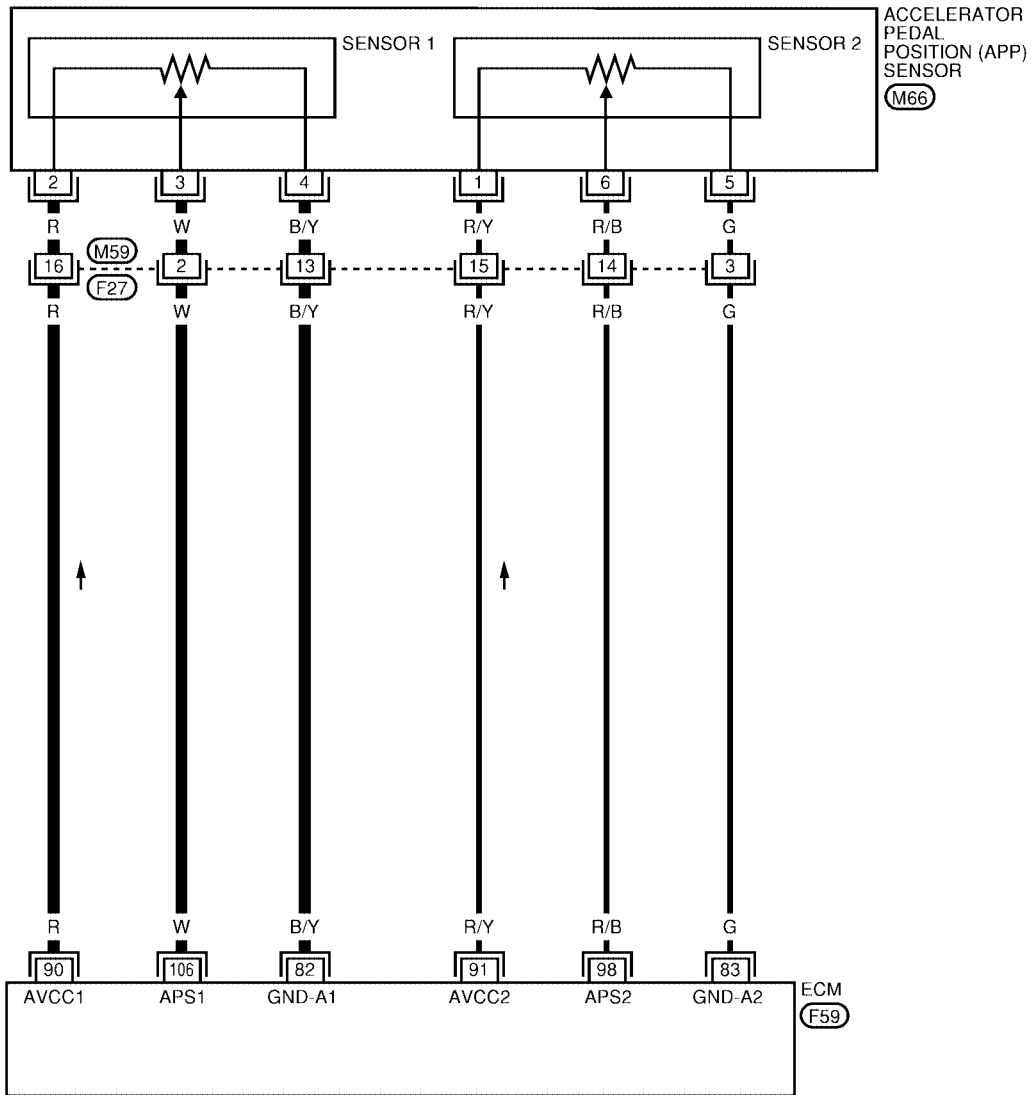 ACCELERATOR
PEDAL
POSITION (APP)
SENSOR
M66
SENSOR 1
SENSOR 2
2 3 4 1 6 5
R W B/Y R/Y R/B G
M59
16 2 13 15 14 3
F27
R W B/Y R/Y R/B G
R W B/Y R/Y R/B G
90 106 82 91 98 83
AVCC1 APS1 GND-A1 AVCC2 APS2 GND-A2
ECM
F59